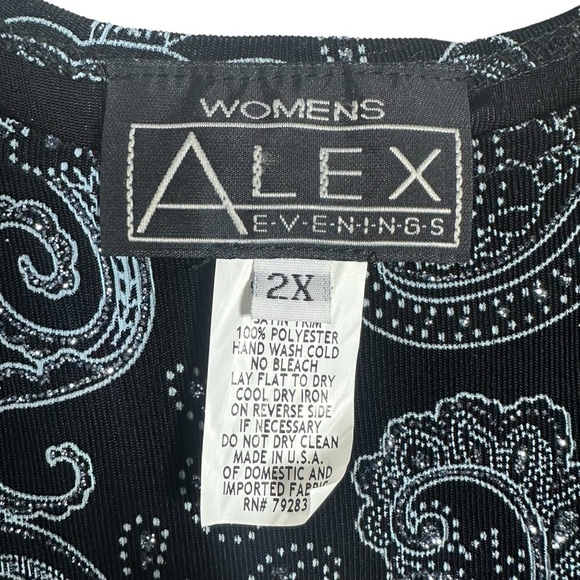 WOMENS
ALEX
E-V-E-N-I-N-G-S
2X
SATIN TRIM
100% POLYESTER
HAND WASH COLD
NO BLEACH
LAY FLAT TO DRY
COOL DRY IRON
ON REVERSE SIDE
IF NECESSARY
DO NOT DRY CLEAN
MADE IN U.S.A.
OF DOMESTIC AND
IMPORTED FABRIC
RN# 79283